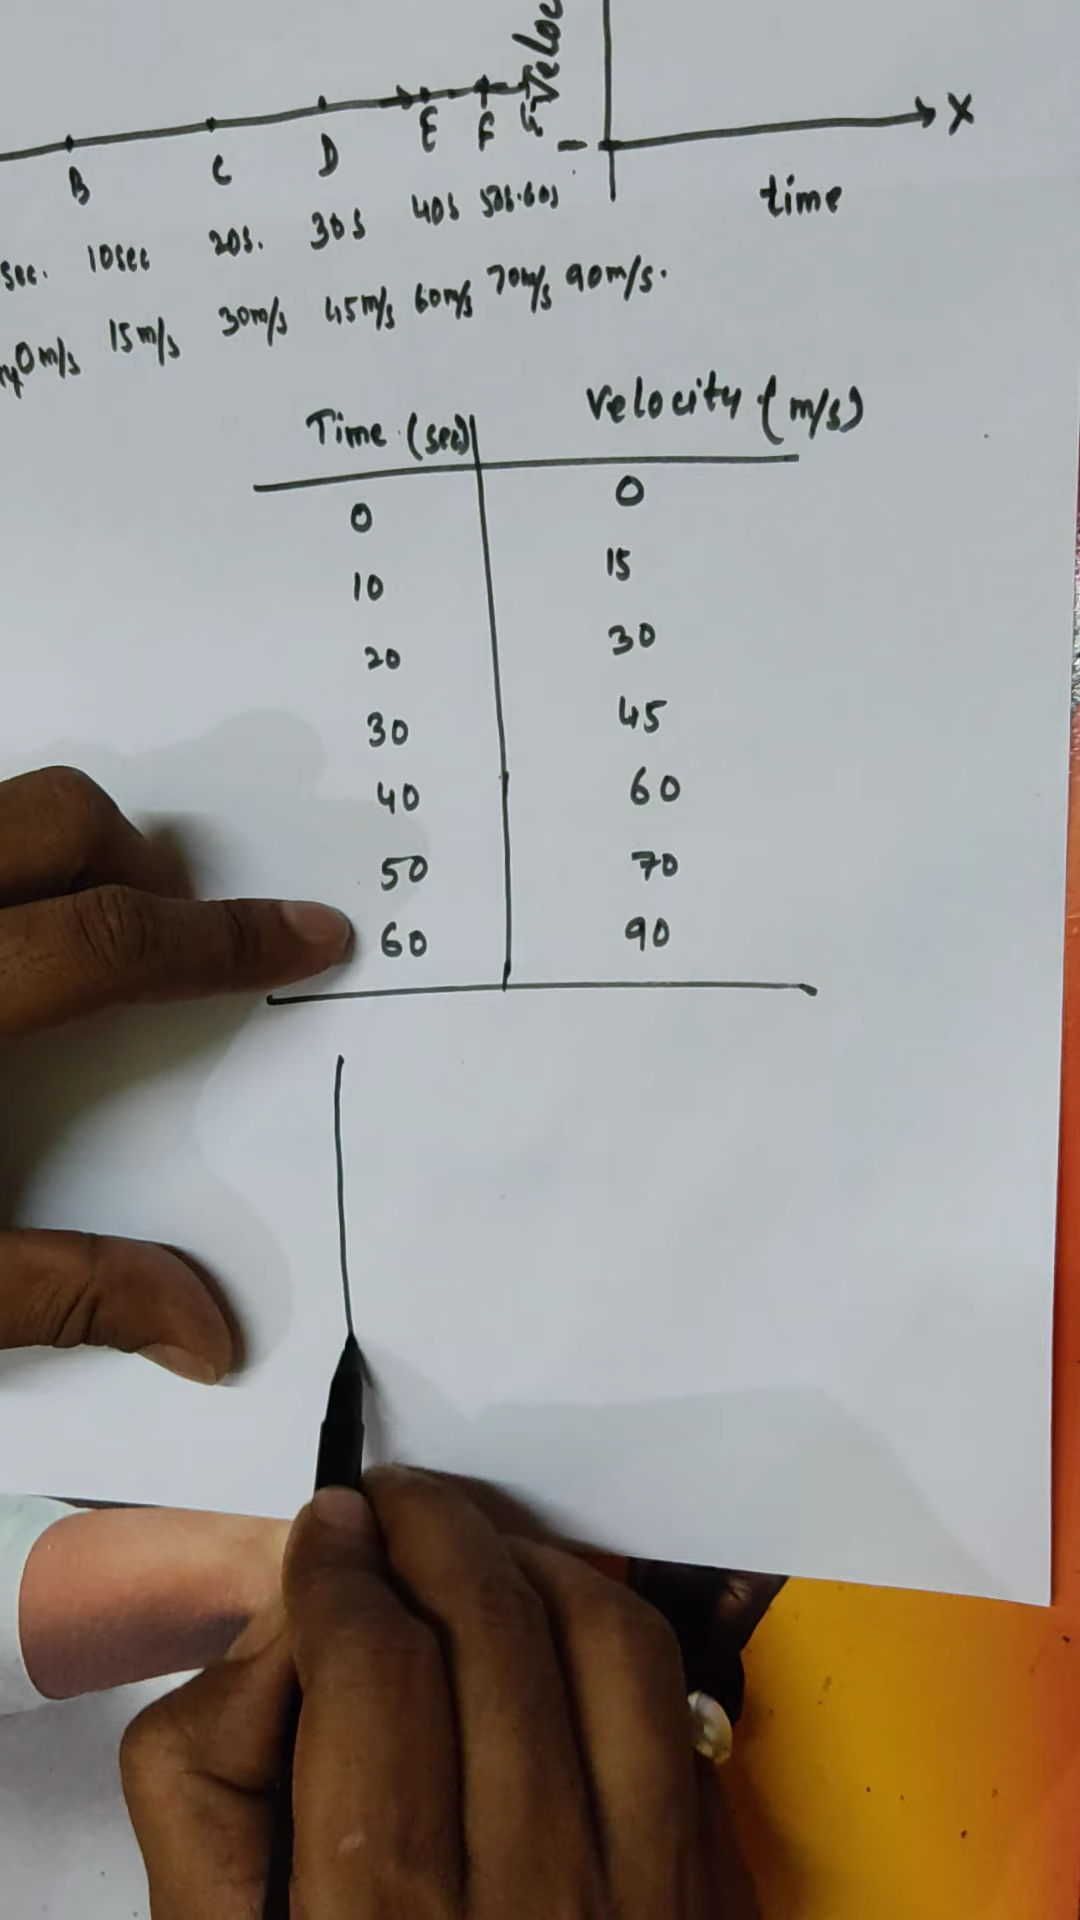 Veloc
X
B C D E F G
time
sec. 10sec 20s. 30s 40s 50s. 60s
0m/s 15m/s 30m/s 45m/s 60m/s 70m/s 90m/s.
Time (sec) Velocity (m/s)
0 0
10 15
20 30
30 45
40 60
50 70
60 90